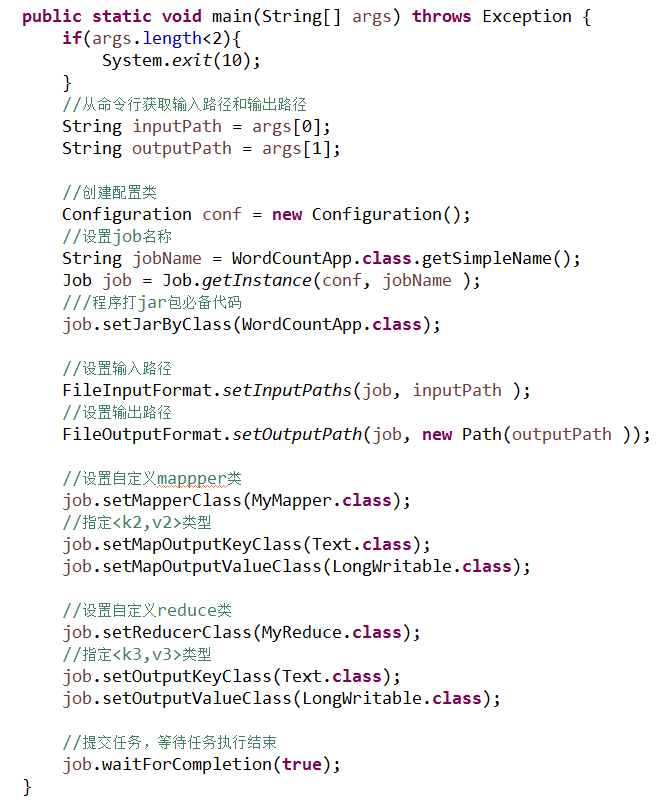 public static void main(String[] args) throws Exception {
    if(args.length<2){
        System.exit(10);
    }
    //从命令行获取输入路径和输出路径
    String inputPath = args[0];
    String outputPath = args[1];

    //创建配置类
    Configuration conf = new Configuration();
    //设置job名称
    String jobName = WordCountApp.class.getSimpleName();
    Job job = Job.getInstance(conf, jobName );
    ///程序打jar包必备代码
    job.setJarByClass(WordCountApp.class);

    //设置输入路径
    FileInputFormat.setInputPaths(job, inputPath );
    //设置输出路径
    FileOutputFormat.setOutputPath(job, new Path(outputPath ));

    //设置自定义mappper类
    job.setMapperClass(MyMapper.class);
    //指定<k2,v2>类型
    job.setMapOutputKeyClass(Text.class);
    job.setMapOutputValueClass(LongWritable.class);

    //设置自定义reduce类
    job.setReducerClass(MyReduce.class);
    //指定<k3,v3>类型
    job.setOutputKeyClass(Text.class);
    job.setOutputValueClass(LongWritable.class);

    //提交任务，等待任务执行结束
    job.waitForCompletion(true);
}